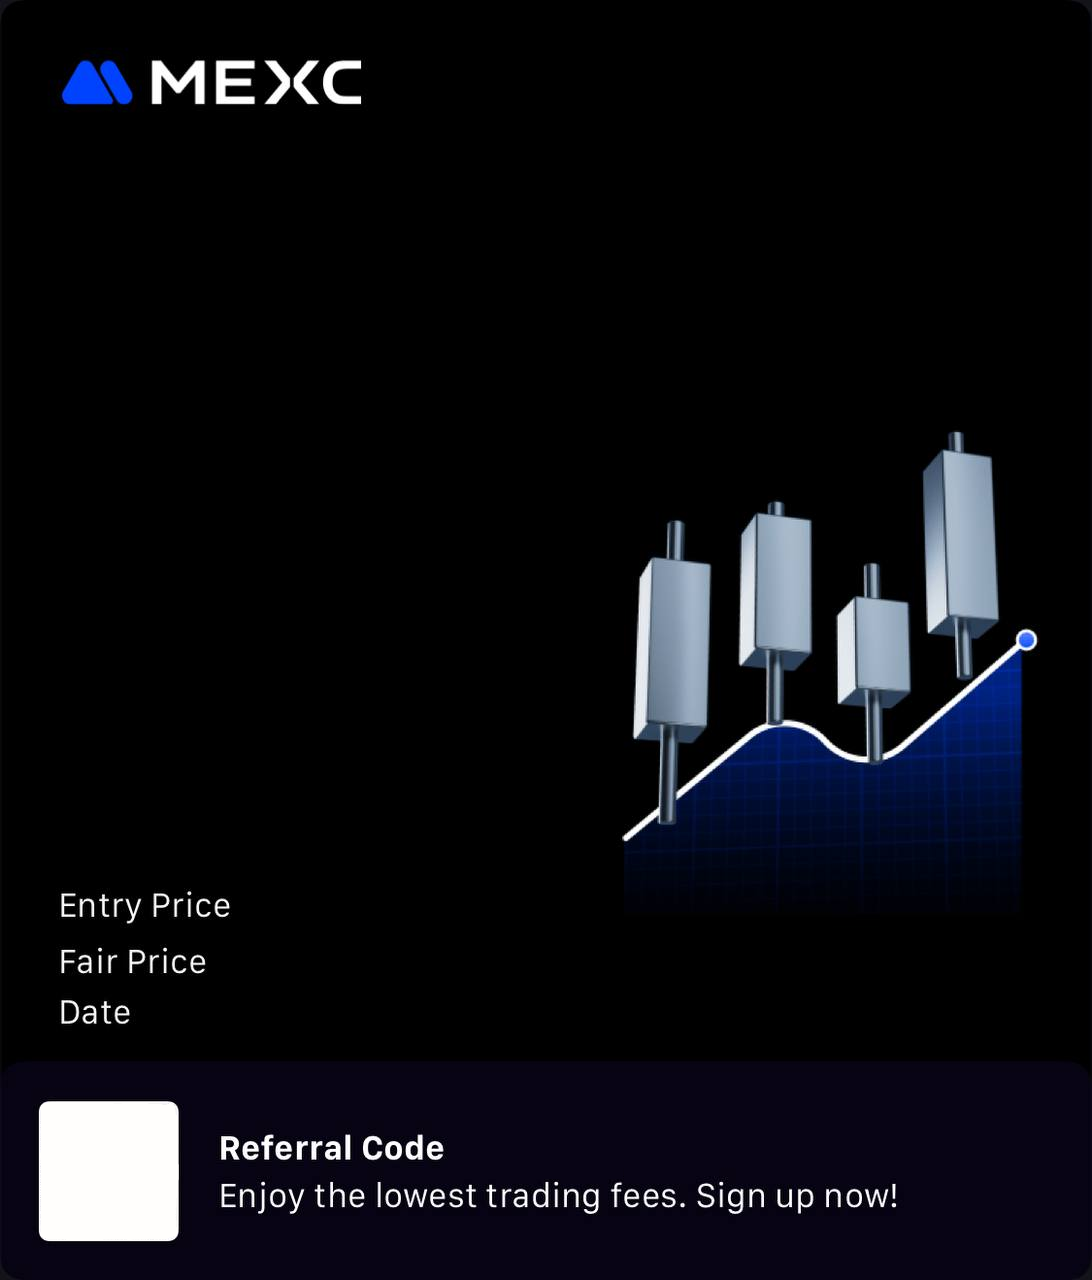 MEXC
Entry Price
Fair Price
Date
Referral Code
Enjoy the lowest trading fees. Sign up now!